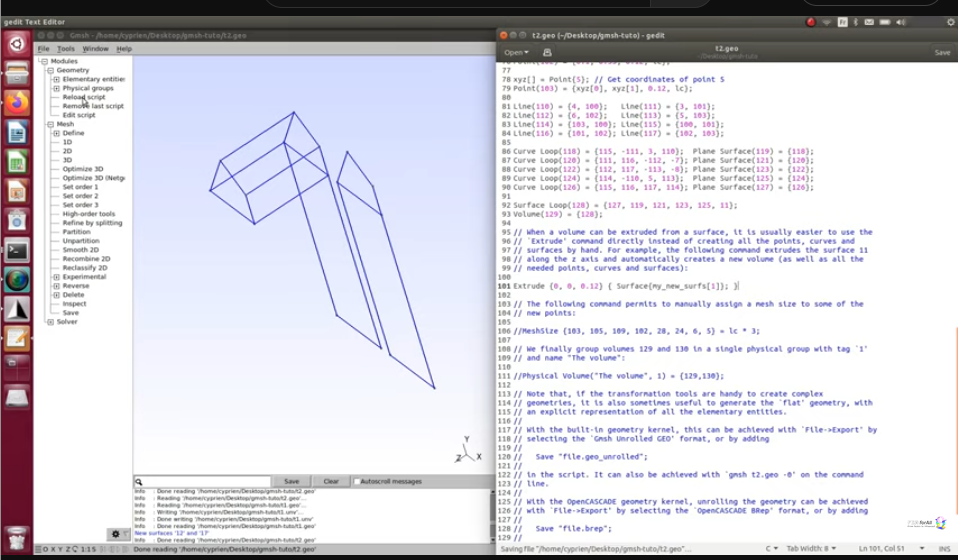 gedit Text Editor
Fr
Gmsh - /home/cyprien/Desktop/gmsh-tuto/t2.geo
File Tools Window Help
Modules
Geometry
Elementary entities
Physical groups
Reload script
Remove last script
Edit script
Mesh
Define
1D
2D
3D
Optimize 3D
Optimize 3D (Netg
Set order 1
Set order 2
Set order 3
High-order tools
Refine by splitting
Partition
Unpartition
Smooth 2D
Recombine 2D
Reclassify 2D
Experimental
Reverse
Delete
Inspect
Save
Solver
Y
Z X
Save Clear Autoscroll messages
Info : Done reading '/home/cyprien/Desktop/gmsh-tuto/t2.geo'
Info : Reading '/home/cyprien/Desktop/gmsh-tuto/t2.geo'...
Info : Reading '/home/cyprien/Desktop/gmsh-tuto/t1.geo'...
Info : Writing '/home/cyprien/Desktop/gmsh-tuto/t1.unv'...
Info : Done writing '/home/cyprien/Desktop/gmsh-tuto/t1.unv'
Info : Done reading '/home/cyprien/Desktop/gmsh-tuto/t1.geo'
New surfaces '12' and '17'
Info : Done reading '/home/cyprien/Desktop/gmsh-tuto/t2.geo'
O X Y Z 1:1 S Done reading '/home/cyprien/Desktop/gmsh-tuto/t2.geo'
t2.geo (~/Desktop/gmsh-tuto) - gedit
Open
t2.geo
~/Desktop/gmsh-tuto
Save
77
78 xyz[] = Point{5}; // Get coordinates of point 5
79 Point(103) = {xyz[0], xyz[1], 0.12, lc};
80
81 Line(110) = {4, 100}; Line(111) = {3, 101};
82 Line(112) = {6, 102}; Line(113) = {5, 103};
83 Line(114) = {103, 100}; Line(115) = {100, 101};
84 Line(116) = {101, 102}; Line(117) = {102, 103};
85
86 Curve Loop(118) = {115, -111, 3, 110}; Plane Surface(119) = {118};
87 Curve Loop(120) = {111, 116, -112, -7}; Plane Surface(121) = {120};
88 Curve Loop(122) = {112, 117, -113, -8}; Plane Surface(123) = {122};
89 Curve Loop(124) = {114, -110, 5, 113}; Plane Surface(125) = {124};
90 Curve Loop(126) = {115, 116, 117, 114}; Plane Surface(127) = {126};
91
92 Surface Loop(128) = {127, 119, 121, 123, 125, 11};
93 Volume(129) = {128};
94
95 // When a volume can be extruded from a surface, it is usually easier to use the
96 // `Extrude' command directly instead of creating all the points, curves and
97 // surfaces by hand. For example, the following command extrudes the surface 11
98 // along the z axis and automatically creates a new volume (as well as all the
99 // needed points, curves and surfaces):
100
101 Extrude {0, 0, 0.12} { Surface{my_new_surfs[1]}; }
102
103 // The following command permits to manually assign a mesh size to some of the
104 // new points:
105
106 //MeshSize {103, 105, 109, 102, 28, 24, 6, 5} = lc * 3;
107
108 // We finally group volumes 129 and 130 in a single physical group with tag `1'
109 // and name "The volume":
110
111 //Physical Volume("The volume", 1) = {129,130};
112
113 // Note that, if the transformation tools are handy to create complex
114 // geometries, it is also sometimes useful to generate the `flat' geometry, with
115 // an explicit representation of all the elementary entities.
116 //
117 // With the built-in geometry kernel, this can be achieved with `File->Export' by
118 // selecting the `Gmsh Unrolled GEO' format, or by adding
119 //
120 // Save "file.geo_unrolled";
121 //
122 // in the script. It can also be achieved with `gmsh t2.geo -0' on the command
123 // line.
124 //
125 // With the OpenCASCADE geometry kernel, unrolling the geometry can be achieved
126 // with `File->Export' by selecting the `OpenCASCADE BRep' format, or by adding
127 //
128 // Save "file.brep";
129 //
Saving file "/home/cyprien/Desktop/gmsh-tuto/t2.geo"... C Tab Width: 8 Ln 101, Col 51 INS